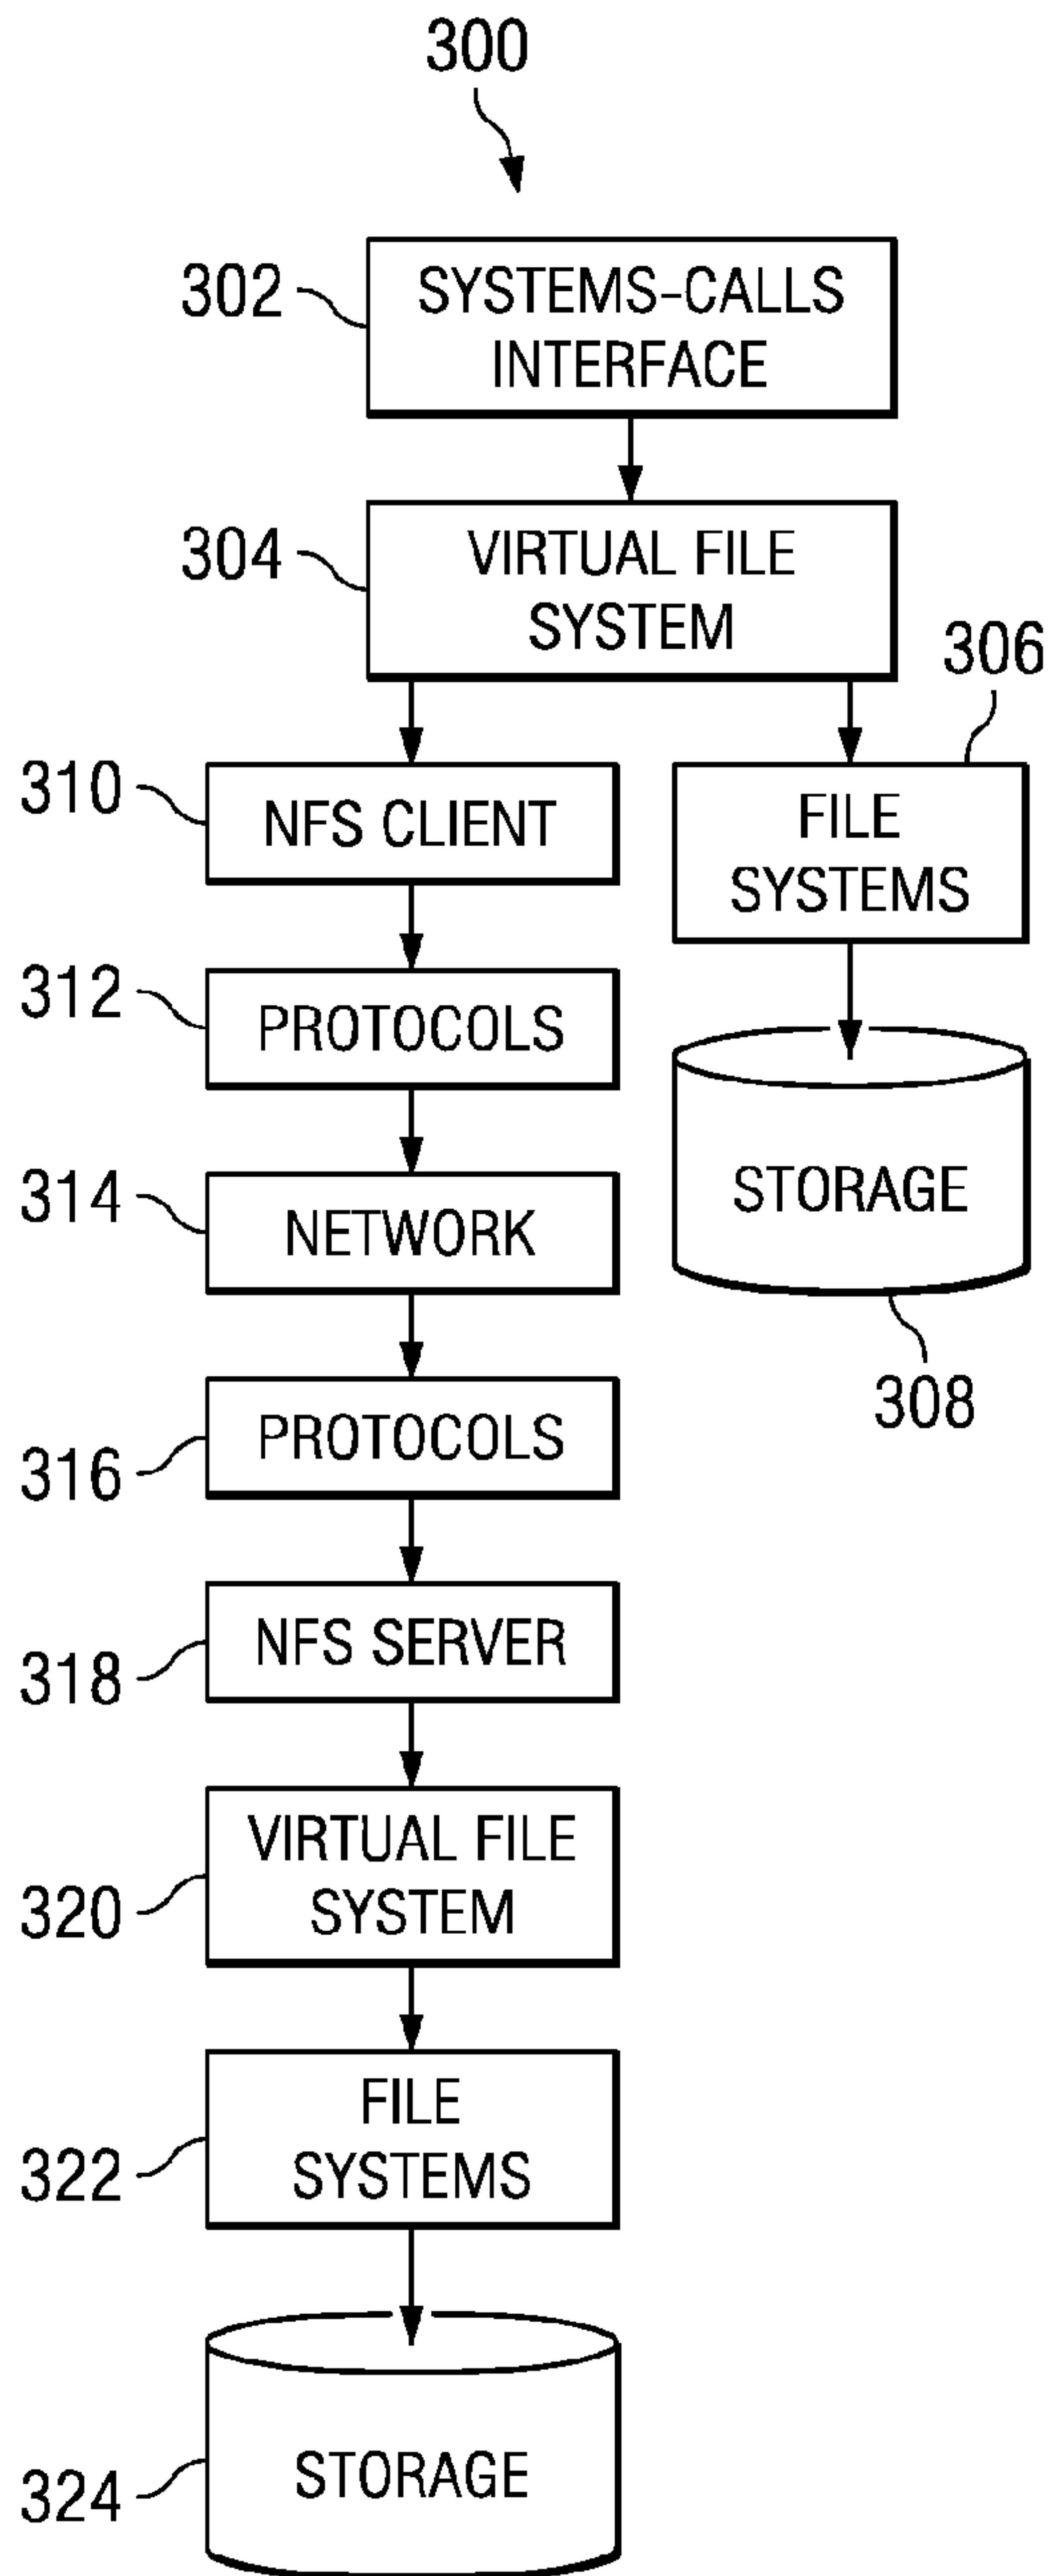 300
302
SYSTEMS-CALLS
INTERFACE
304
VIRTUAL FILE
SYSTEM
306
310
NFS CLIENT
FILE
SYSTEMS
312
PROTOCOLS
314
NETWORK
STORAGE
308
316
PROTOCOLS
318
NFS SERVER
320
VIRTUAL FILE
SYSTEM
322
FILE
SYSTEMS
324
STORAGE